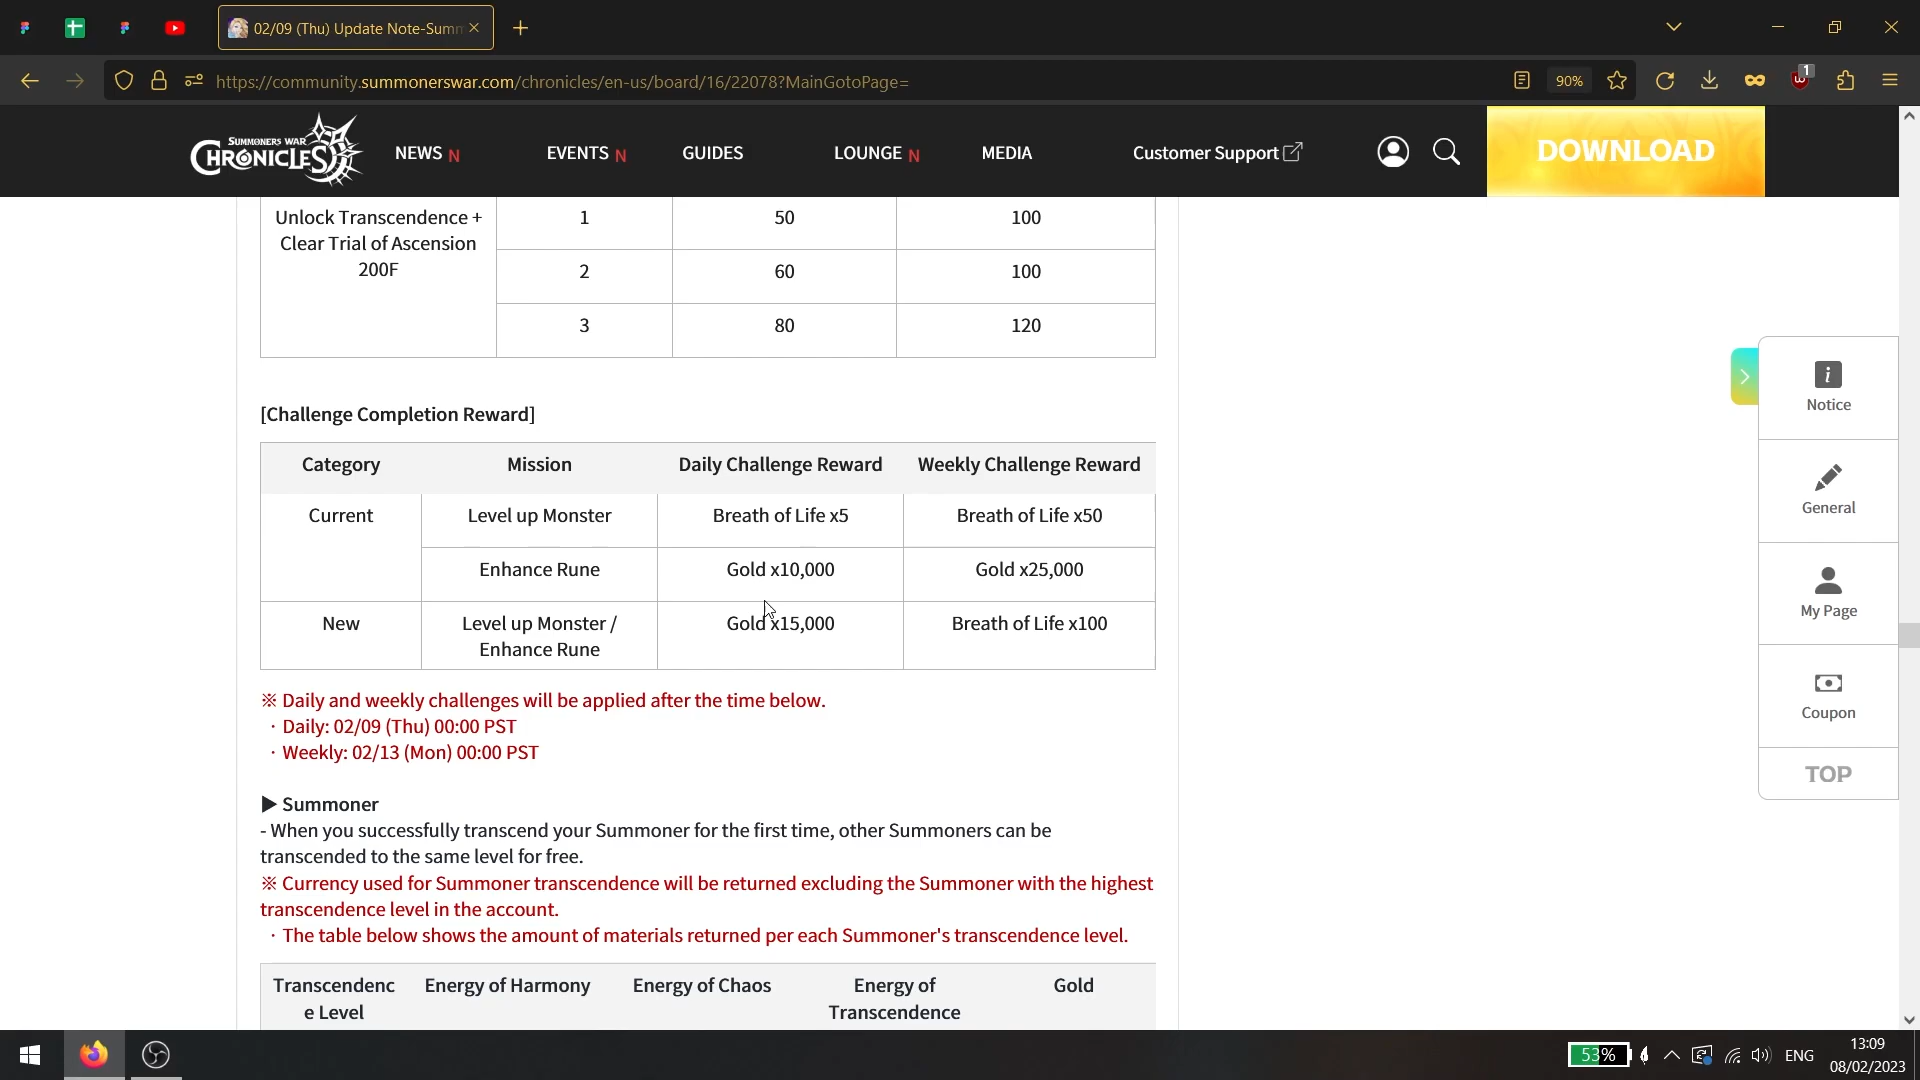 02/09 (Thu) Update Note-Summ
https://community.summonerswar.com/chronicles/en-us/board/16/22078?MainGotoPage=
90%
1
SUMMONERS WAR
CHRONICLES
NEWS N
EVENTS N
GUIDES
LOUNGE N
MEDIA
Customer Support
DOWNLOAD
Unlock Transcendence + Clear Trial of Ascension 200F
1 50 100
2 60 100
3 80 120
[Challenge Completion Reward]
Category Mission Daily Challenge Reward Weekly Challenge Reward
Current Level up Monster Breath of Life x5 Breath of Life x50
Enhance Rune Gold x10,000 Gold x25,000
New Level up Monster / Gold x15,000 Breath of Life x100
Enhance Rune
※ Daily and weekly challenges will be applied after the time below.
· Daily: 02/09 (Thu) 00:00 PST
· Weekly: 02/13 (Mon) 00:00 PST
▶ Summoner
- When you successfully transcend your Summoner for the first time, other Summoners can be
transcended to the same level for free.
※ Currency used for Summoner transcendence will be returned excluding the Summoner with the highest
transcendence level in the account.
· The table below shows the amount of materials returned per each Summoner's transcendence level.
Transcendenc Energy of Harmony Energy of Chaos Energy of Gold
e Level Transcendence
Notice
General
My Page
Coupon
TOP
53%
ENG
13:09
08/02/2023